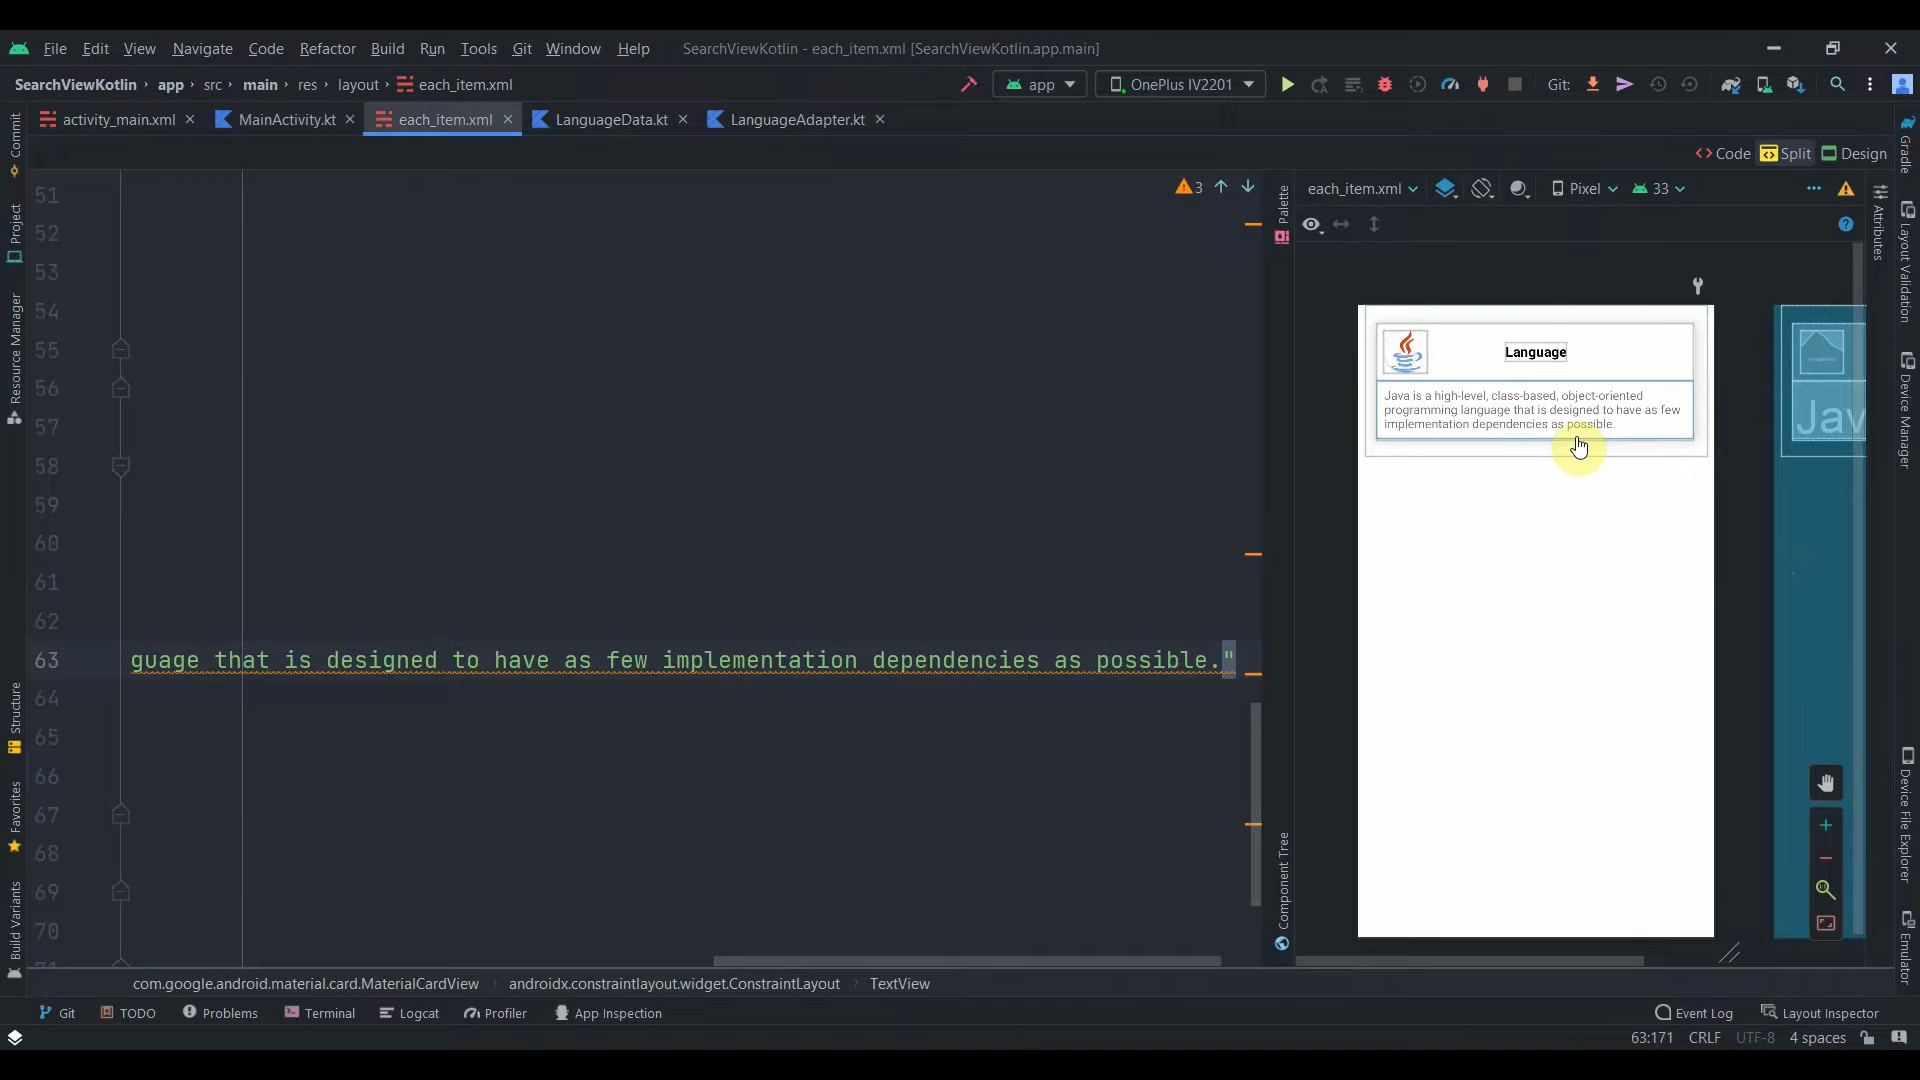 File Edit View Navigate Code Refactor Build Run Tools Git Window Help SearchViewKotlin - each_item.xml [SearchViewKotlin.app.main]
SearchViewKotlin app src main res layout each_item.xml app OnePlus IV2201 Git:
activity_main.xml MainActivity.kt each_item.xml LanguageData.kt LanguageAdapter.kt
Code Split Design
each_item.xml Pixel 33
3
51
52
53
54
55
56
57
58
59
60
61
62
63 guage that is designed to have as few implementation dependencies as possible."
64
65
66
67
68
69
70
Language
Java is a high-level, class-based, object-oriented
programming language that is designed to have as few
implementation dependencies as possible.
Jav
Commit
Project
Resource Manager
Structure
Favorites
Build Variants
Palette
Component Tree
Attributes
Gradle
Layout Validation
Device Manager
Device File Explorer
Emulator
com.google.android.material.card.MaterialCardView androidx.constraintlayout.widget.ConstraintLayout TextView
Git TODO Problems Terminal Logcat Profiler App Inspection Event Log Layout Inspector
63:171 CRLF UTF-8 4 spaces